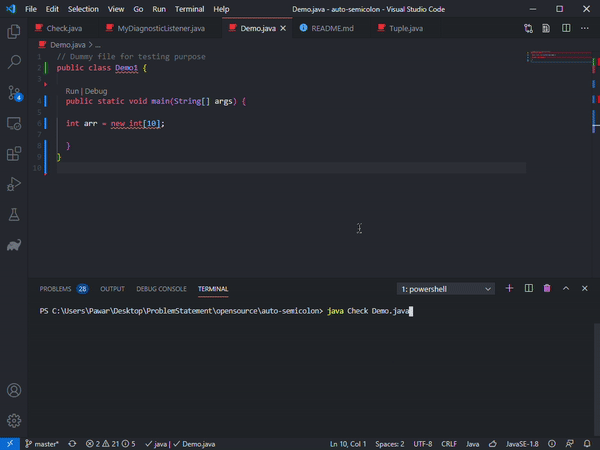 File Edit Selection View Go Run Terminal Help Demo.java - auto-semicolon - Visual Studio Code
Check.java MyDiagnosticListener.java Demo.java README.md Tuple.java
Demo.java > ...
1 // Dummy file for testing purpose
2 public class Demo1 {
3
Run | Debug
4 public static void main(String[] args) {
5
6 int arr = new int[10];
7
8 }
9 }
10
4
PROBLEMS 28 OUTPUT DEBUG CONSOLE TERMINAL 1: powershell
PS C:\Users\Pawar\Desktop\ProblemStatement\opensource\auto-semicolon> java Check Demo.java
master* 2 21 5 java | Demo.java Ln 10, Col 1 Spaces: 2 UTF-8 CRLF Java JavaSE-1.8